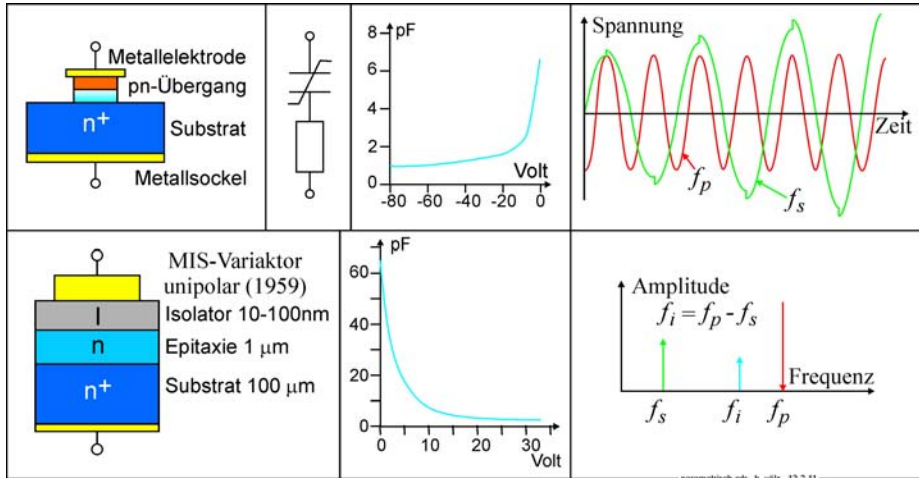 Metallelektrode
pn-Übergang
n+
Substrat
Metallsockel
pF
8
6
4
2
0
-80 -60 -40 -20 0
Volt
Spannung
Zeit
fp
fs
MIS-Variaktor
unipolar (1959)
I
Isolator 10-100nm
n
Epitaxie 1 µm
n+
Substrat 100 µm
pF
60
40
20
0
0 10 20 30
Volt
Amplitude
fi = fp - fs
Frequenz
fs fi fp